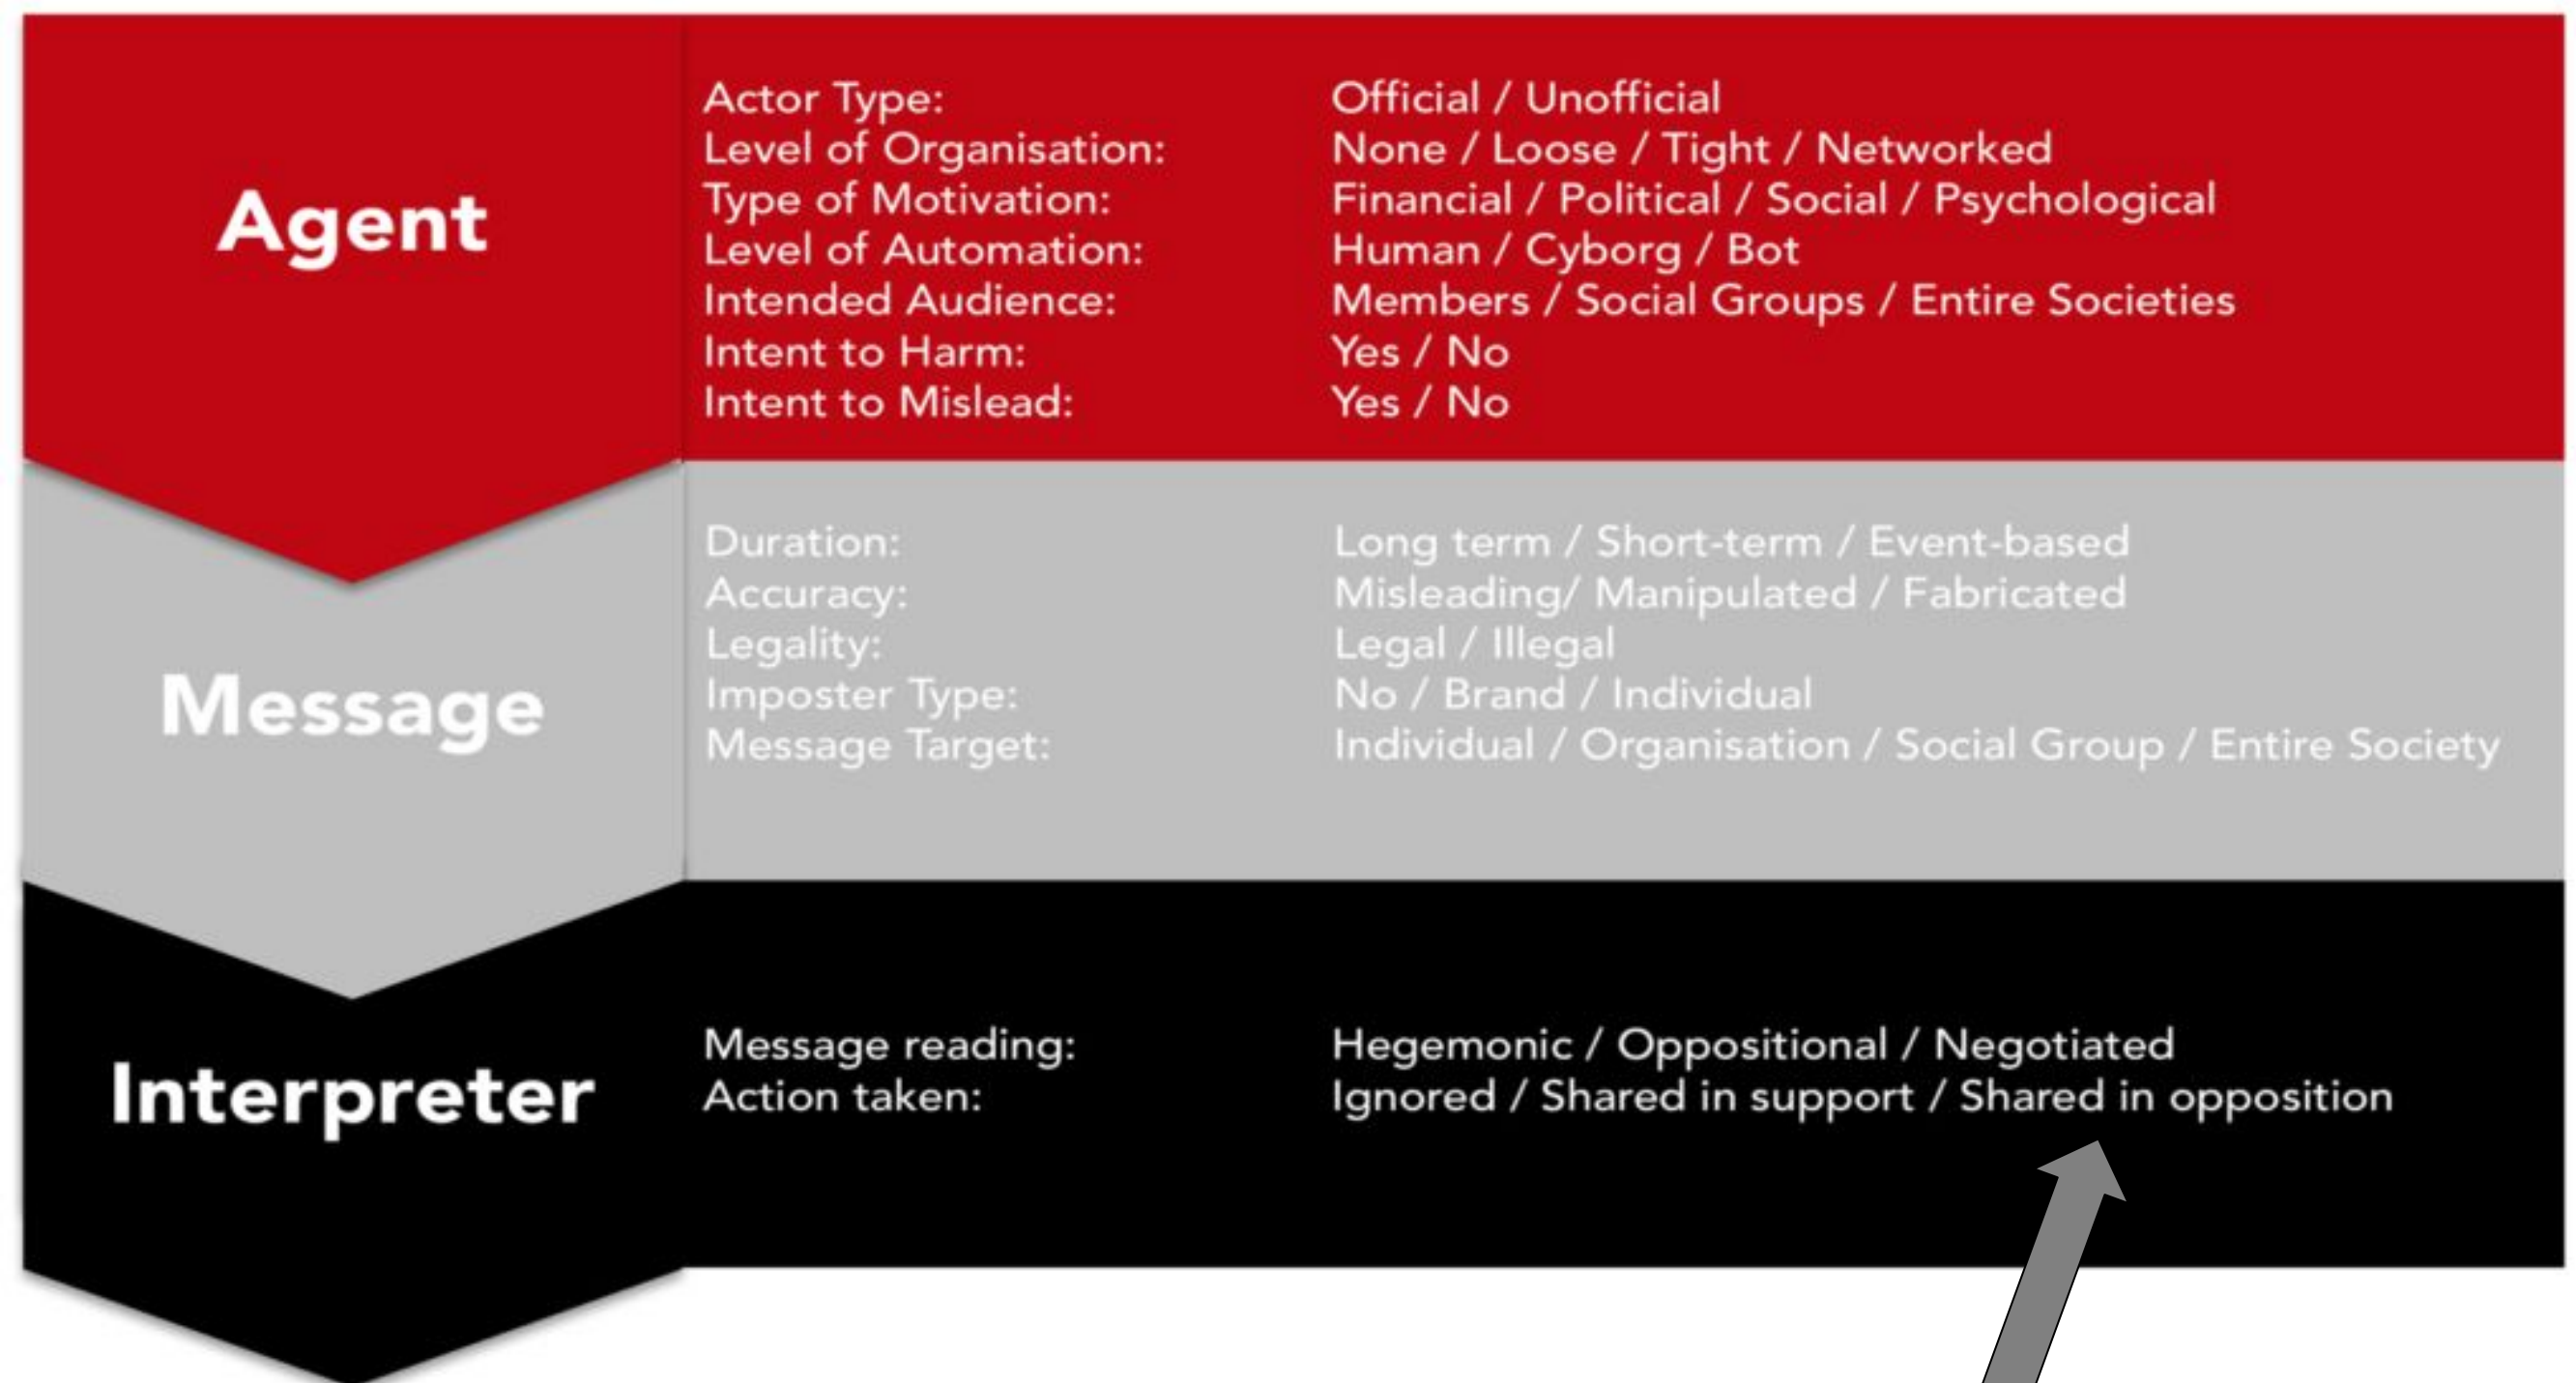 Agent
Actor Type: Official / Unofficial
Level of Organisation: None / Loose / Tight / Networked
Type of Motivation: Financial / Political / Social / Psychological
Level of Automation: Human / Cyborg / Bot
Intended Audience: Members / Social Groups / Entire Societies
Intent to Harm: Yes / No
Intent to Mislead: Yes / No
Message
Duration: Long term / Short-term / Event-based
Accuracy: Misleading/ Manipulated / Fabricated
Legality: Legal / Illegal
Imposter Type: No / Brand / Individual
Message Target: Individual / Organisation / Social Group / Entire Society
Interpreter
Message reading: Hegemonic / Oppositional / Negotiated
Action taken: Ignored / Shared in support / Shared in opposition